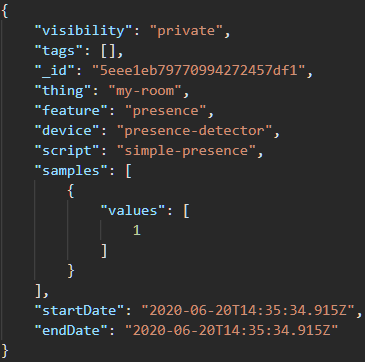 {
    "visibility": "private",
    "tags": [],
    "_id": "5eee1eb79770994272457df1",
    "thing": "my-room",
    "feature": "presence",
    "device": "presence-detector",
    "script": "simple-presence",
    "samples": [
        {
            "values": [
                1
            ]
        }
    ],
    "startDate": "2020-06-20T14:35:34.915Z",
    "endDate": "2020-06-20T14:35:34.915Z"
}